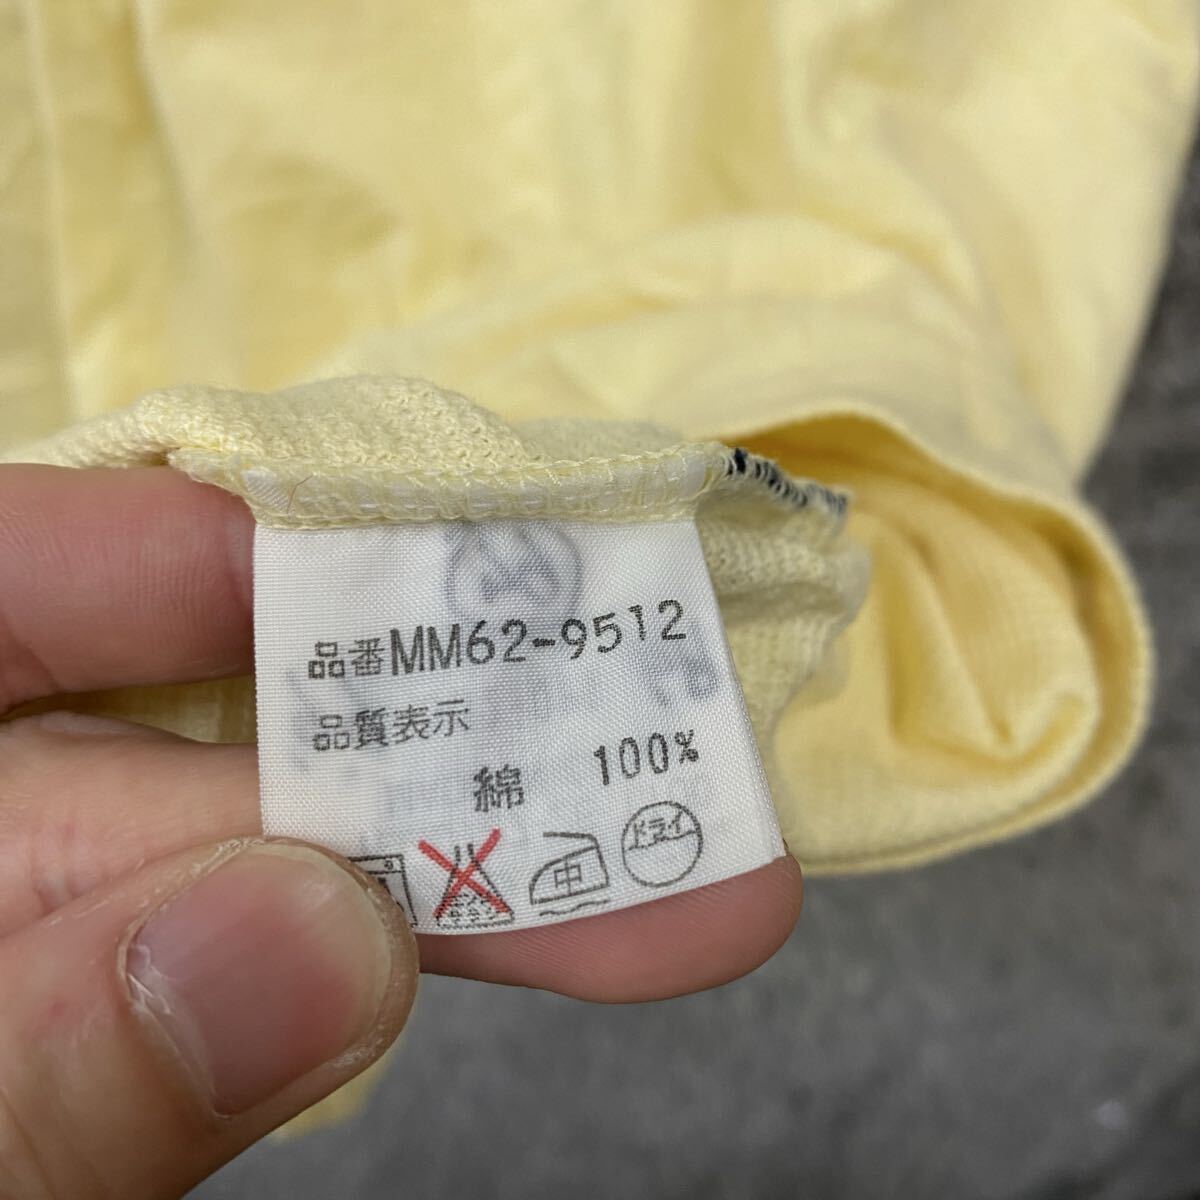 品番MM62-9512
品質表示
綿 100%
中 ドライ